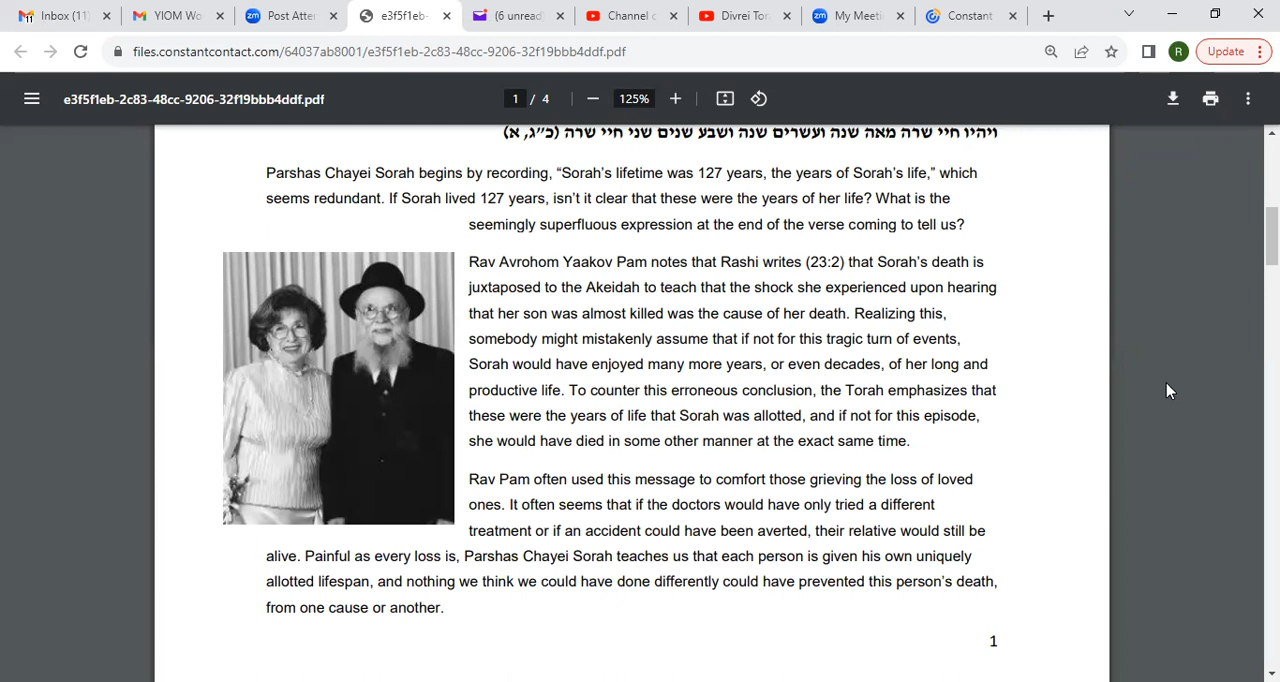 Inbox (11)
YIOM Wo
Post Atter
e3f5f1eb-
(6 unread
Channel c
Divrei Tor
My Meeti
Constant
files.constantcontact.com/64037ab8001/e3f5f1eb-2c83-48cc-9206-32f19bbb4ddf.pdf
R
Update
e3f5f1eb-2c83-48cc-9206-32f19bbb4ddf.pdf
1 / 4
125%
ויהיו חיי שרה מאה שנה ועשרים שנה ושבע שנים שני חיי שרה (כ״ג, א)
Parshas Chayei Sorah begins by recording, “Sorah’s lifetime was 127 years, the years of Sorah’s life,” which
seems redundant. If Sorah lived 127 years, isn’t it clear that these were the years of her life? What is the
seemingly superfluous expression at the end of the verse coming to tell us?
Rav Avrohom Yaakov Pam notes that Rashi writes (23:2) that Sorah’s death is
juxtaposed to the Akeidah to teach that the shock she experienced upon hearing
that her son was almost killed was the cause of her death. Realizing this,
somebody might mistakenly assume that if not for this tragic turn of events,
Sorah would have enjoyed many more years, or even decades, of her long and
productive life. To counter this erroneous conclusion, the Torah emphasizes that
these were the years of life that Sorah was allotted, and if not for this episode,
she would have died in some other manner at the exact same time.
Rav Pam often used this message to comfort those grieving the loss of loved
ones. It often seems that if the doctors would have only tried a different
treatment or if an accident could have been averted, their relative would still be
alive. Painful as every loss is, Parshas Chayei Sorah teaches us that each person is given his own uniquely
allotted lifespan, and nothing we think we could have done differently could have prevented this person’s death,
from one cause or another.
1